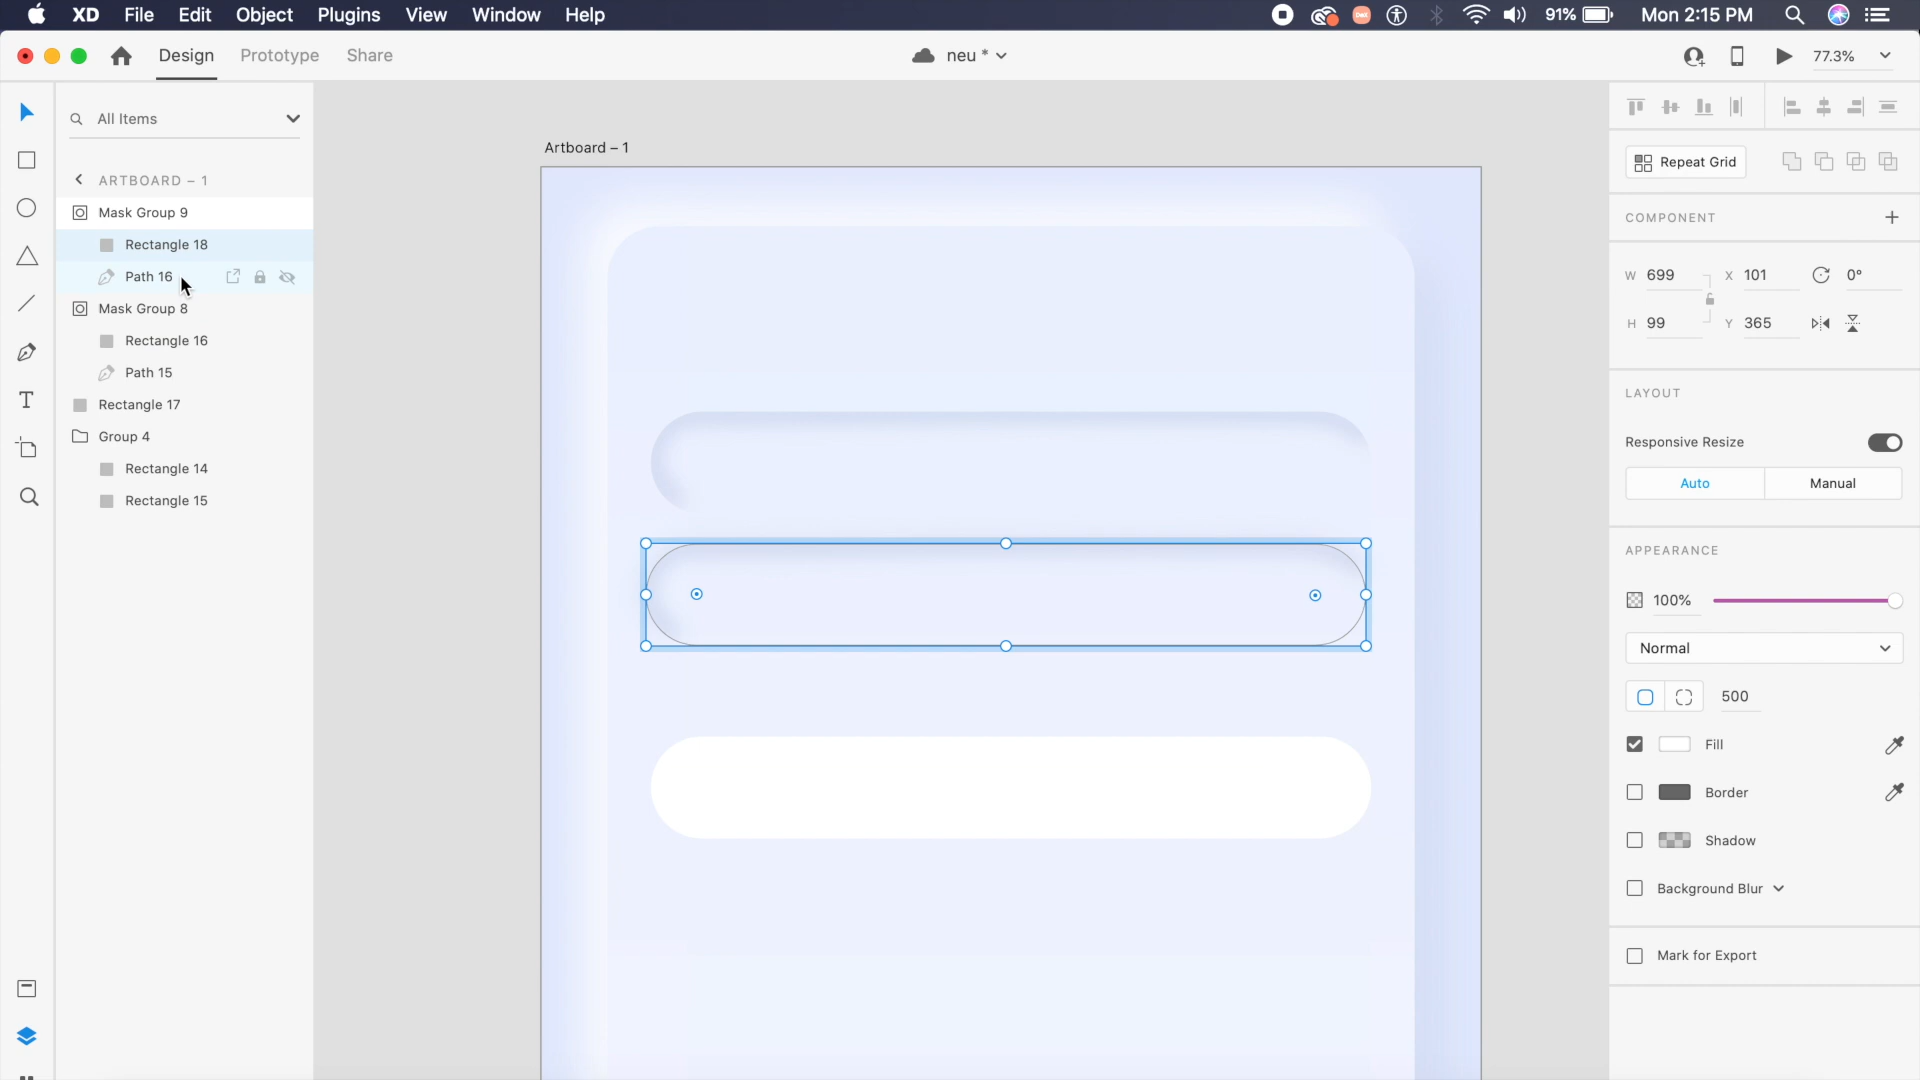 XD File Edit Object Plugins View Window Help 91% Mon 2:15 PM
Design Prototype Share neu * 77.3%
All Items
ARTBOARD – 1
Mask Group 9
Rectangle 18
Path 16
Mask Group 8
Rectangle 16
Path 15
Rectangle 17
Group 4
Rectangle 14
Rectangle 15
T
Artboard – 1
Repeat Grid
COMPONENT
W 699 X 101 0°
H 99 Y 365
LAYOUT
Responsive Resize
Auto Manual
APPEARANCE
100%
Normal
500
Fill
Border
Shadow
Background Blur
Mark for Export